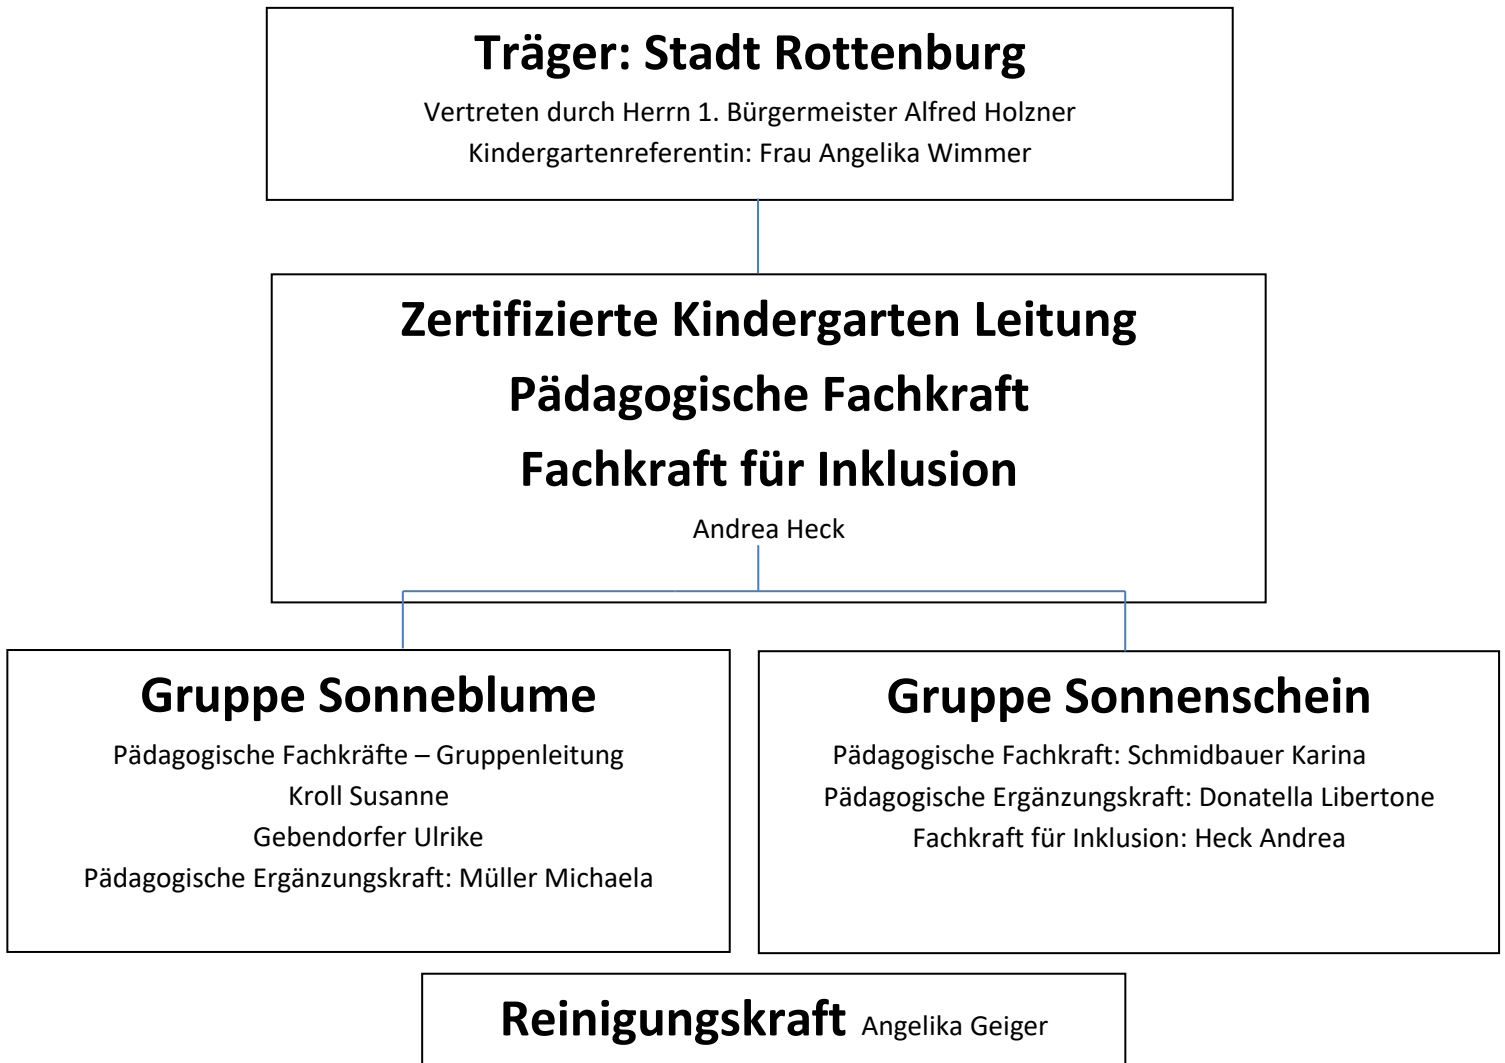 Träger: Stadt Rottenburg
Vertreten durch Herrn 1. Bürgermeister Alfred Holzner
Kindergartenreferentin: Frau Angelika Wimmer
Zertifizierte Kindergarten Leitung
Pädagogische Fachkraft
Fachkraft für Inklusion
Andrea Heck
Gruppe Sonneblume
Pädagogische Fachkräfte – Gruppenleitung
Kroll Susanne
Gebendorfer Ulrike
Pädagogische Ergänzungskraft: Müller Michaela
Gruppe Sonnenschein
Pädagogische Fachkraft: Schmidbauer Karina
Pädagogische Ergänzungskraft: Donatella Libertone
Fachkraft für Inklusion: Heck Andrea
Reinigungskraft Angelika Geiger